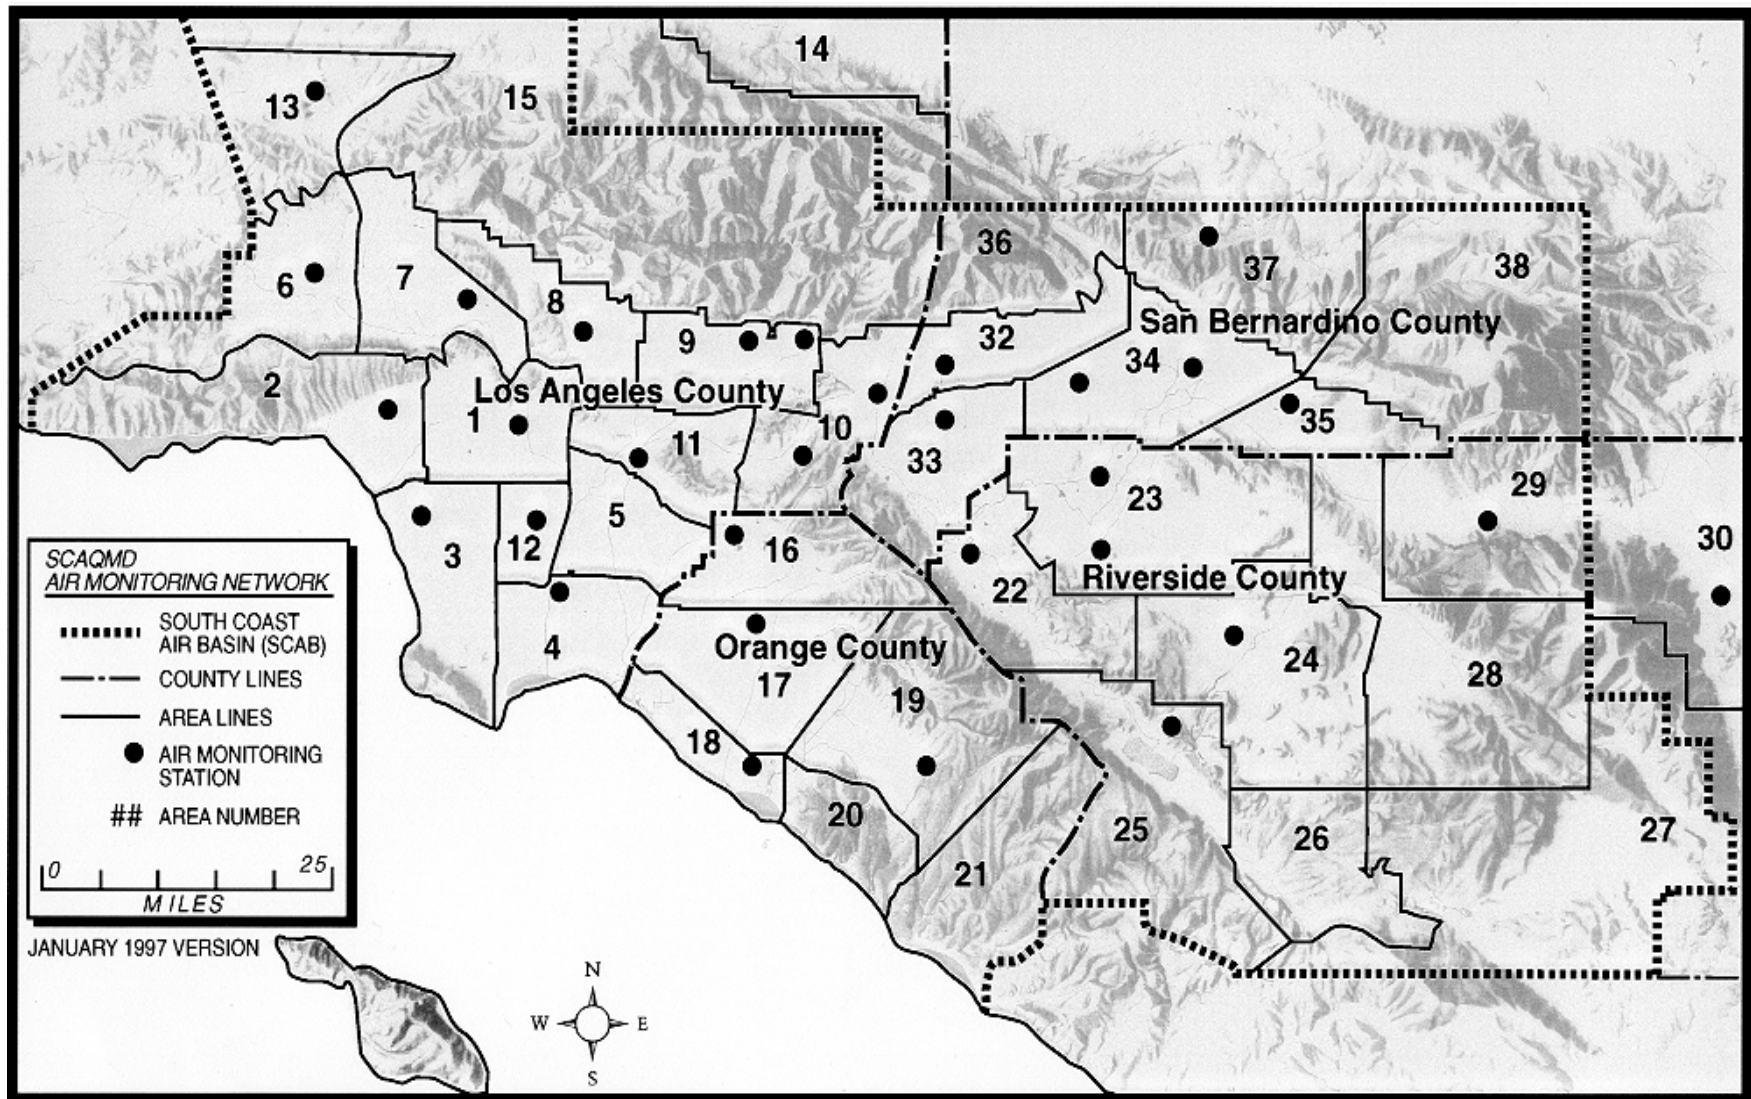 14
13
15
36
37
38
6
7
8
9
32
San Bernardino County
34
2
Los Angeles County
1
10
35
11
33
29
23
5
3
12
16
30
22
Riverside County
4
Orange County
17
24
28
19
18
20
21
25
26
27
SCAQMD
AIR MONITORING NETWORK
SOUTH COAST
AIR BASIN (SCAB)
COUNTY LINES
AREA LINES
AIR MONITORING
STATION
## AREA NUMBER
0 25
MILES
JANUARY 1997 VERSION
N
W E
S